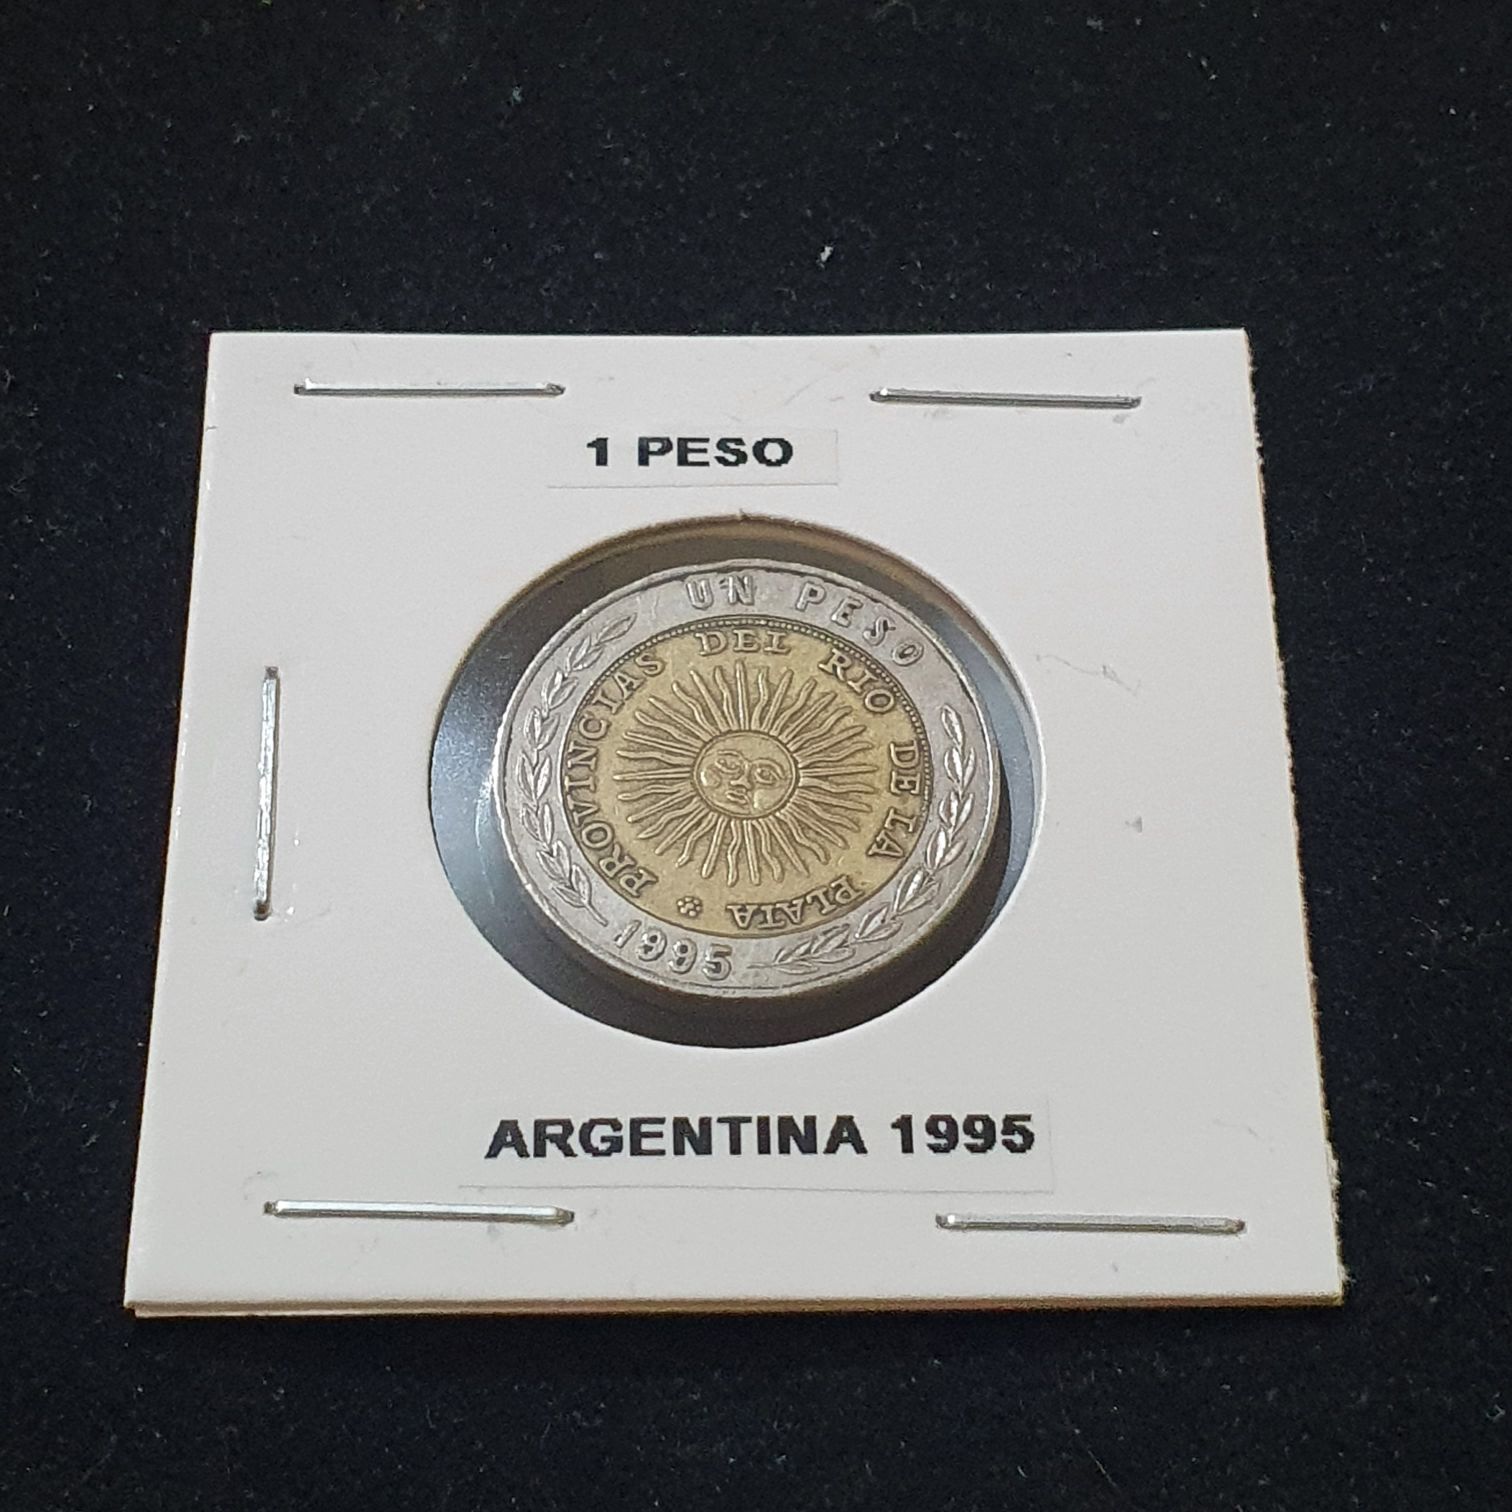 1 PESO
UN PESO
PROVINCIAS DEL RIO DE LA PLATA
1995
ARGENTINA 1995